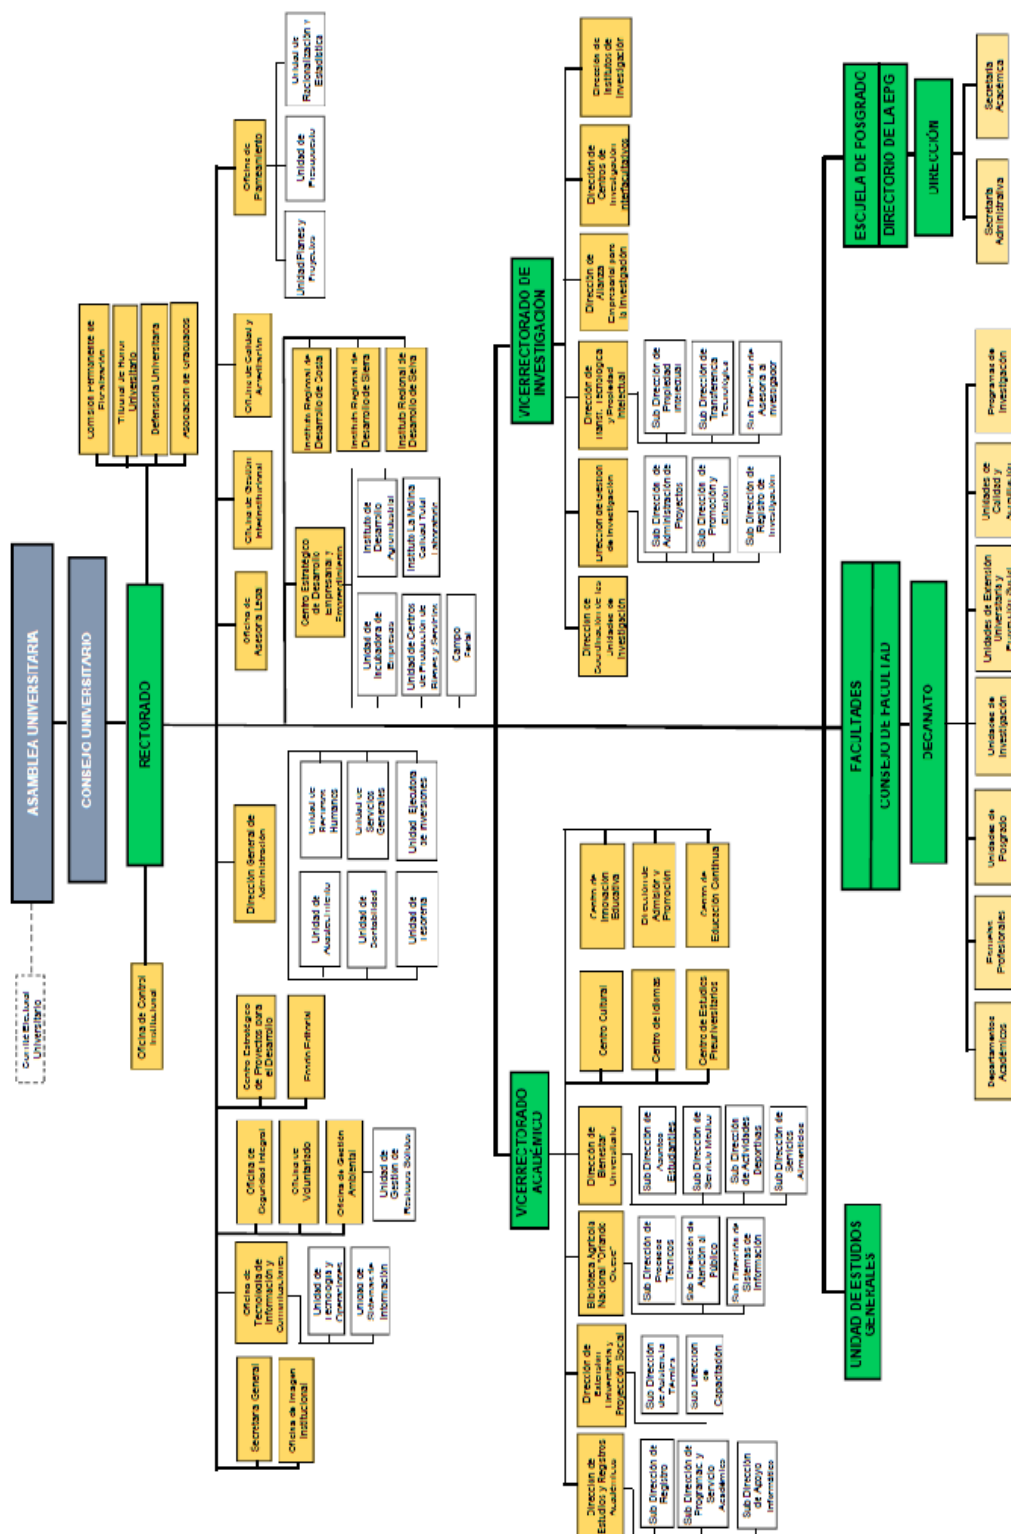 ASAMBLEA UNIVERSITARIA
Comité Electoral
Universitario
CONSEJO UNIVERSITARIO
RECTORADO
Oficina de Control
Institucional
Comisión Permanente de
Fiscalización
Tribunal de Honor
Universitario
Defensoría Universitaria
Asociación de Graduados
Secretaría General
Oficina de Imagen
Institucional
Oficina de
Tecnología de
Información y
Comunicaciones
Unidad de
Tecnología y
Operaciones
Unidad de
Sistemas de
Información
Oficina de
Seguridad Integral
Oficina de
Voluntariado
Oficina de Gestión
Ambiental
Unidad de
Gestión de
Residuos Sólidos
Centro Estratégico
de Proyectos para
el Desarrollo
Fondo Editorial
Dirección General de
Administración
Unidad de
Abastecimiento
Unidad de
Contabilidad
Unidad de
Tesorería
Unidad de
Recursos
Humanos
Unidad de
Servicios
Generales
Unidad Ejecutora
de Inversiones
Oficina de
Asesoría Legal
Oficina de Gestión
Interinstitucional
Oficina de Calidad y
Acreditación
Oficina de
Planeamiento
Unidad Planes y
Proyectos
Unidad de
Presupuesto
Unidad de
Racionalización y
Estadística
Centro Estratégico
de Desarrollo
Empresarial y
Emprendimiento
Unidad de
Incubadora de
Empresas
Unidad de Centros
de Producción de
Bienes y Servicios
Campo
Ferial
Instituto de
Desarrollo
Agroindustrial
Instituto La Molina
Calidad Total
Laboratorio
Instituto Regional de
Desarrollo de Costa
Instituto Regional de
Desarrollo de Sierra
Instituto Regional de
Desarrollo de Selva
VICERRECTORADO
ACADÉMICO
Dirección de
Estudios y Registros
Académicos
Sub Dirección de
Registro
Sub Dirección de
Programac. y
Servicio
Académico
Sub Dirección
de Apoyo
Informático
Dirección de
Extensión
Universitaria y
Proyección Social
Sub Dirección
de Asistencia
Técnica
Sub Dirección
de
Capacitación
Biblioteca Agrícola
Nacional "Orlando
Sub Dirección de
Procesos
Técnicos
Sub Dirección de
Atención al
Público
Sub Dirección de
Sistemas de
Información
Dirección de
Bienestar
Universitario
Sub Dirección de
Asuntos
Estudiantiles
Sub Dirección de
Servicio Médico
Sub Dirección
de Actividades
Deportivas
Sub Dirección de
Servicios
Alimenticios
Centro Cultural
Centro de Idiomas
Centro de Estudios
Preuniversitarios
Centro de
Innovación
Educativa
Dirección de
Admisión y
Promoción
Centro de
Educación Continua
VICERRECTORADO DE
INVESTIGACIÓN
Dirección de
Coordinación de las
Unidades de
Investigación
Dirección de Gestión
de Investigación
Sub Dirección de
Administración de
Proyectos
Sub Dirección de
Promoción y
Difusión
Sub Dirección de
Registro de
Investigación
Dirección de
Transf. Tecnológica
y Propiedad
Intelectual
Sub Dirección de
Propiedad
Intelectual
Sub Dirección de
Transferencia
Tecnológica
Sub Dirección de
Asesoría al
Investigador
Dirección de
Alianza
Empresarial para
la Investigación
Dirección de
Centros de
Investigación
Interfacultativos
Dirección de
Institutos de
Investigación
UNIDAD DE ESTUDIOS
GENERALES
FACULTADES
CONSEJO DE FACULTAD
DECANATO
Departamentos
Académicos
Escuelas
Profesionales
Unidades de
Posgrado
Unidades de
Investigación
Unidades de Extensión
Universitaria y
Proyección Social
Unidades de
Calidad y
Acreditación
Programas de
Investigación
ESCUELA DE POSGRADO
DIRECTORIO DE LA EPG
DIRECCIÓN
Secretaría
Administrativa
Secretaría
Académica